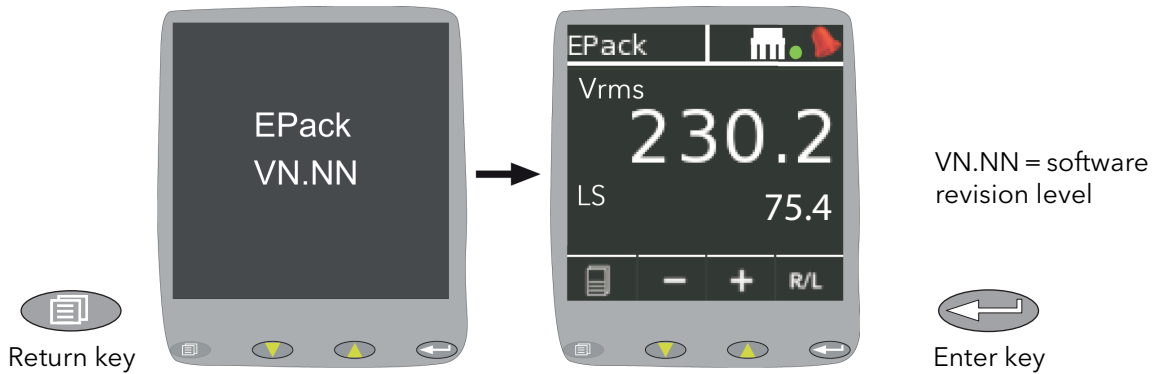 EPack
VN.NN
EPack
Vrms
230.2
LS
75.4
R/L
VN.NN = software
revision level
Return key
Enter key